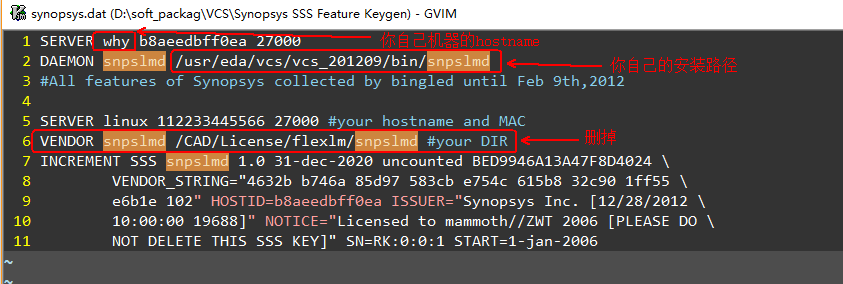 synopsys.dat (D:\soft_packag\VCS\Synopsys SSS Feature Keygen) - GVIM
1 SERVER why b8aeedbff0ea 27000
你自己机器的hostname
2 DAEMON snpslmd /usr/eda/vcs/vcs_201209/bin/snpslmd
你自己的安装路径
3 #All features of Synopsys collected by bingled until Feb 9th,2012
4
5 SERVER linux 112233445566 27000 #your hostname and MAC
6 VENDOR snpslmd /CAD/License/flexlm/snpslmd #your DIR
删掉
7 INCREMENT SSS snpslmd 1.0 31-dec-2020 uncounted BED9946A13A47F8D4024 \
8 VENDOR_STRING="4632b b746a 85d97 583cb e754c 615b8 32c90 1ff55 \
9 e6b1e 102" HOSTID=b8aeedbff0ea ISSUER="Synopsys Inc. [12/28/2012 \
10 10:00:00 19688]" NOTICE="Licensed to mammoth//ZWT 2006 [PLEASE DO \
11 NOT DELETE THIS SSS KEY]" SN=RK:0:0:1 START=1-jan-2006
~
~